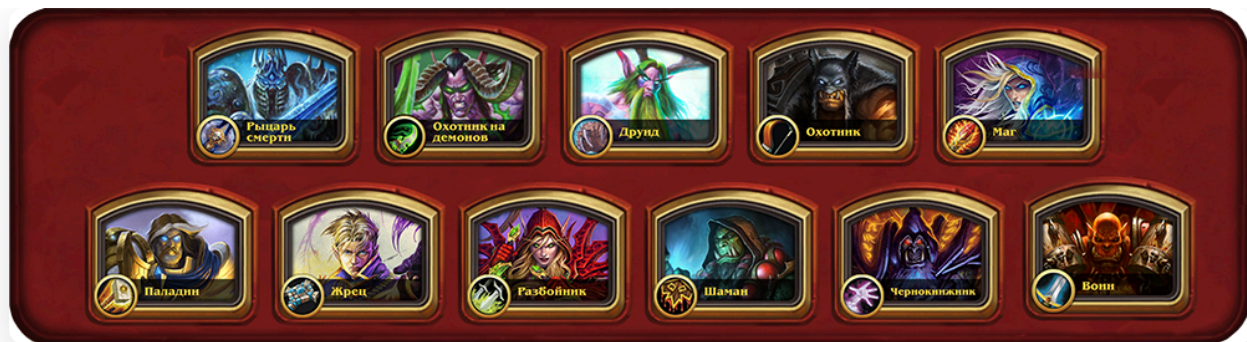 Рыцарь
смерти
Охотник на
демонов
Друид
Охотник
Маг
Паладин
Жрец
Разбойник
Шаман
Чернокнижник
Воин